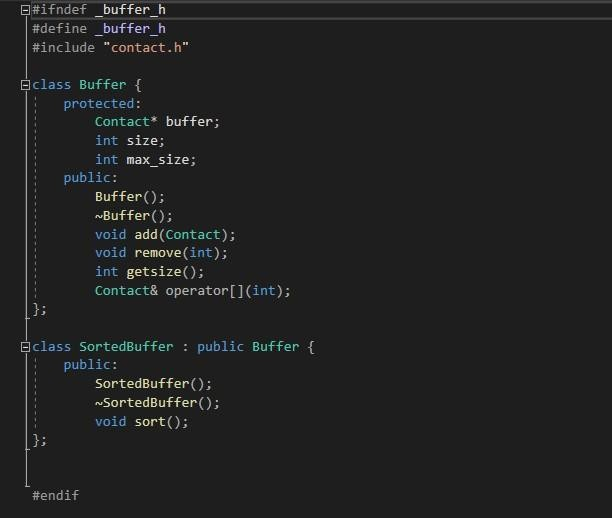 #ifndef _buffer_h
#define _buffer_h
#include "contact.h"
class Buffer {
protected:
Contact* buffer;
int size;
int max_size;
public:
Buffer();
~Buffer();
void add(Contact);
void remove(int);
int getsize();
Contact& operator[](int);
};
class SortedBuffer : public Buffer {
public:
SortedBuffer();
~SortedBuffer();
void sort();
};
#endif